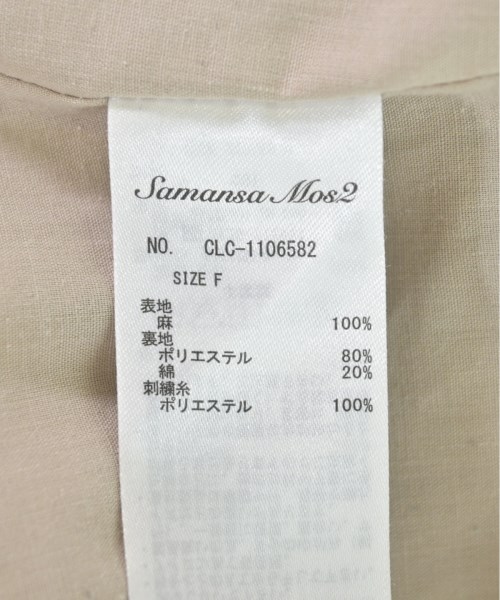 Samansa Mos2
NO. CLC-1106582
SIZE F
表地
麻 100%
裏地
ポリエステル 80%
綿 20%
刺繍糸
ポリエステル 100%